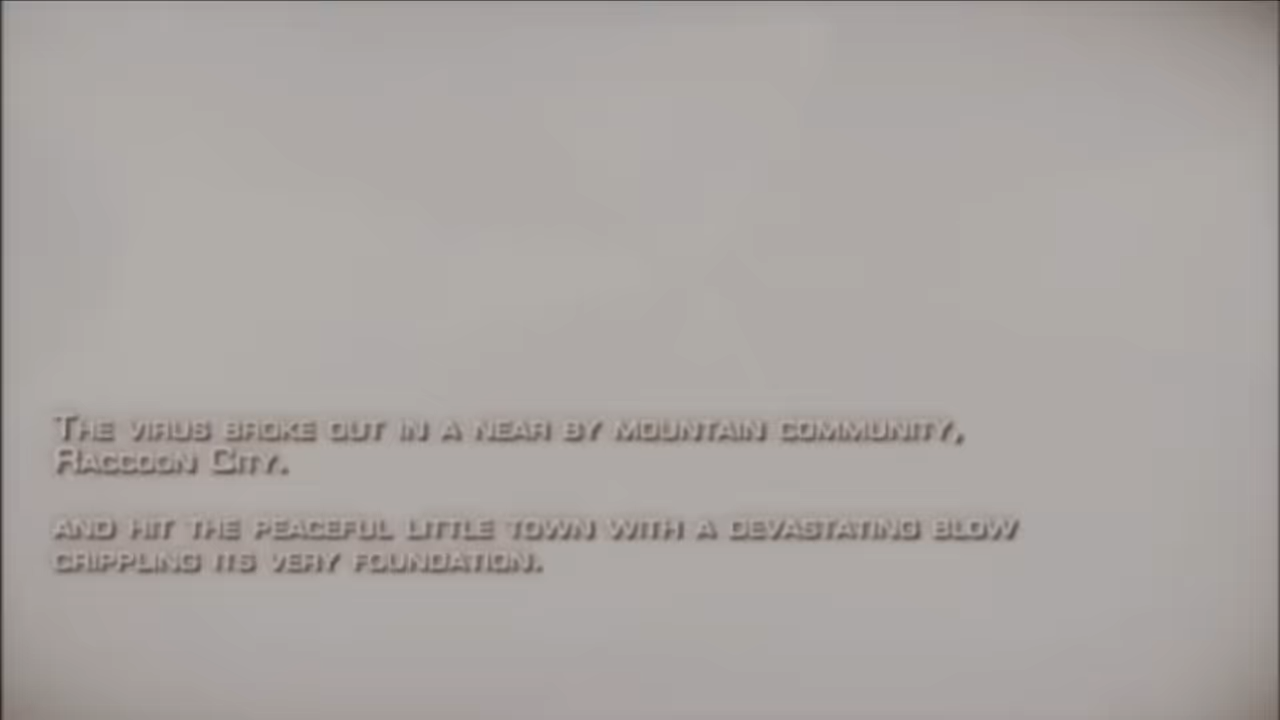 The virus broke out in a near by mountain community,
Raccoon City.
and hit the peaceful little town with a devastating blow
crippling its very foundation.